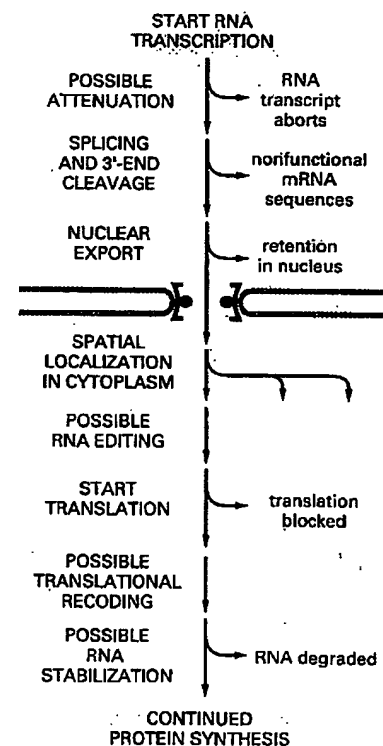 START RNA
TRANSCRIPTION
POSSIBLE
ATTENUATION
RNA
transcript
aborts
SPLICING
AND 3'-END
CLEAVAGE
nonfunctional
mRNA
sequences
NUCLEAR
EXPORT
retention
in nucleus
SPATIAL
LOCALIZATION
IN CYTOPLASM
POSSIBLE
RNA EDITING
START
TRANSLATION
translation
blocked
POSSIBLE
TRANSLATIONAL
RECODING
POSSIBLE
RNA
STABILIZATION
RNA degraded
CONTINUED
PROTEIN SYNTHESIS